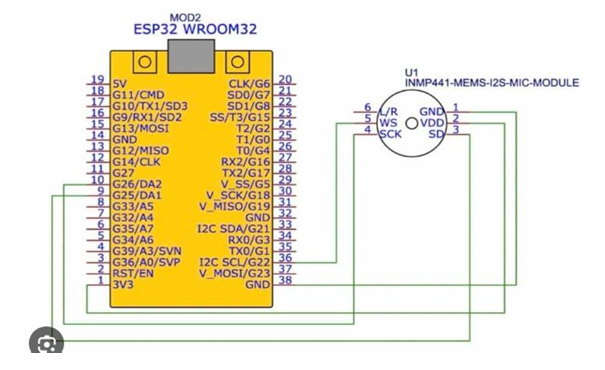 MOD2
ESP32 WROOM32
19 5V CLK/G6 20
18 G11/CMD SD0/G7 21
17 G10/TX1/SD3 SD1/G8 22
16 G9/RX1/SD2 SS/T3/G15 23
15 G13/MOSI T2/G2 24
14 GND T1/G0 25
13 G12/MISO T0/G4 26
12 G14/CLK RX2/G16 27
11 G27 TX2/G17 28
10 G26/DA2 V_SS/G5 29
9 G25/DA1 V_SCK/G18 30
8 G33/A5 V_MISO/G19 31
7 G32/A4 GND 32
6 G35/A7 I2C SDA/G21 33
5 G34/A6 RX0/G3 34
4 G39/A3/SVN TX0/G1 35
3 G36/A0/SVP I2C SCL/G22 36
2 RST/EN V_MOSI/G23 37
1 3V3 GND 38
U1
INMP441-MEMS-I2S-MIC-MODULE
6 L/R GND 1
5 WS VDD 2
4 SCK SD 3